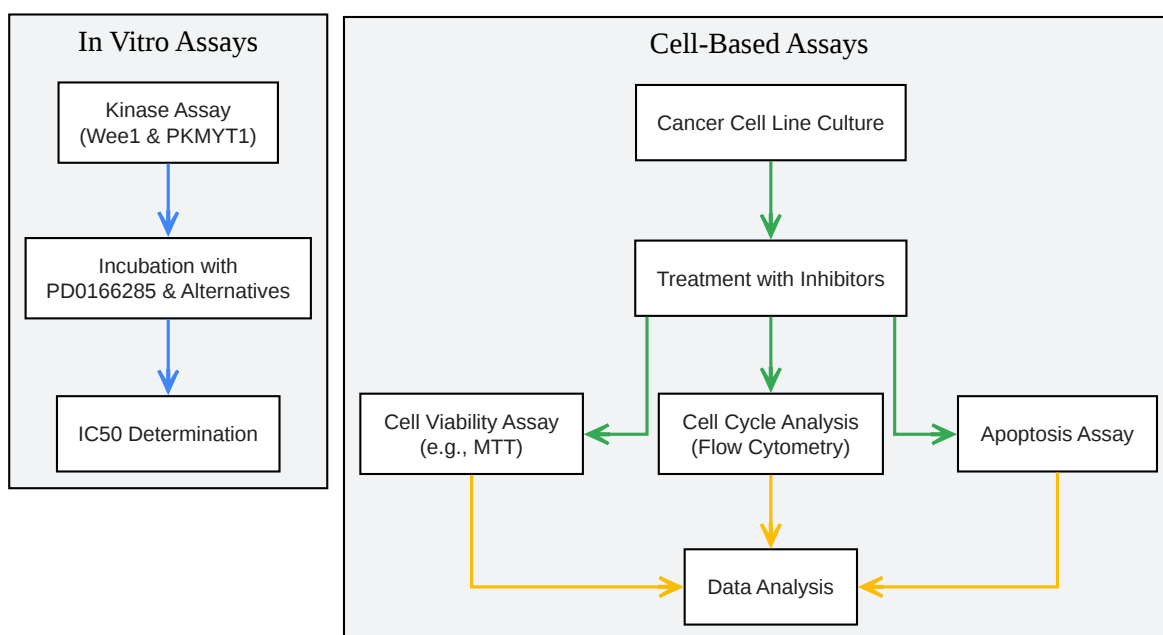 In Vitro Assays
Kinase Assay
(Wee1 & PKMYT1)
Incubation with
PD0166285 & Alternatives
IC50 Determination
Cell-Based Assays
Cancer Cell Line Culture
Treatment with Inhibitors
Cell Viability Assay
(e.g., MTT)
Cell Cycle Analysis
(Flow Cytometry)
Apoptosis Assay
Data Analysis